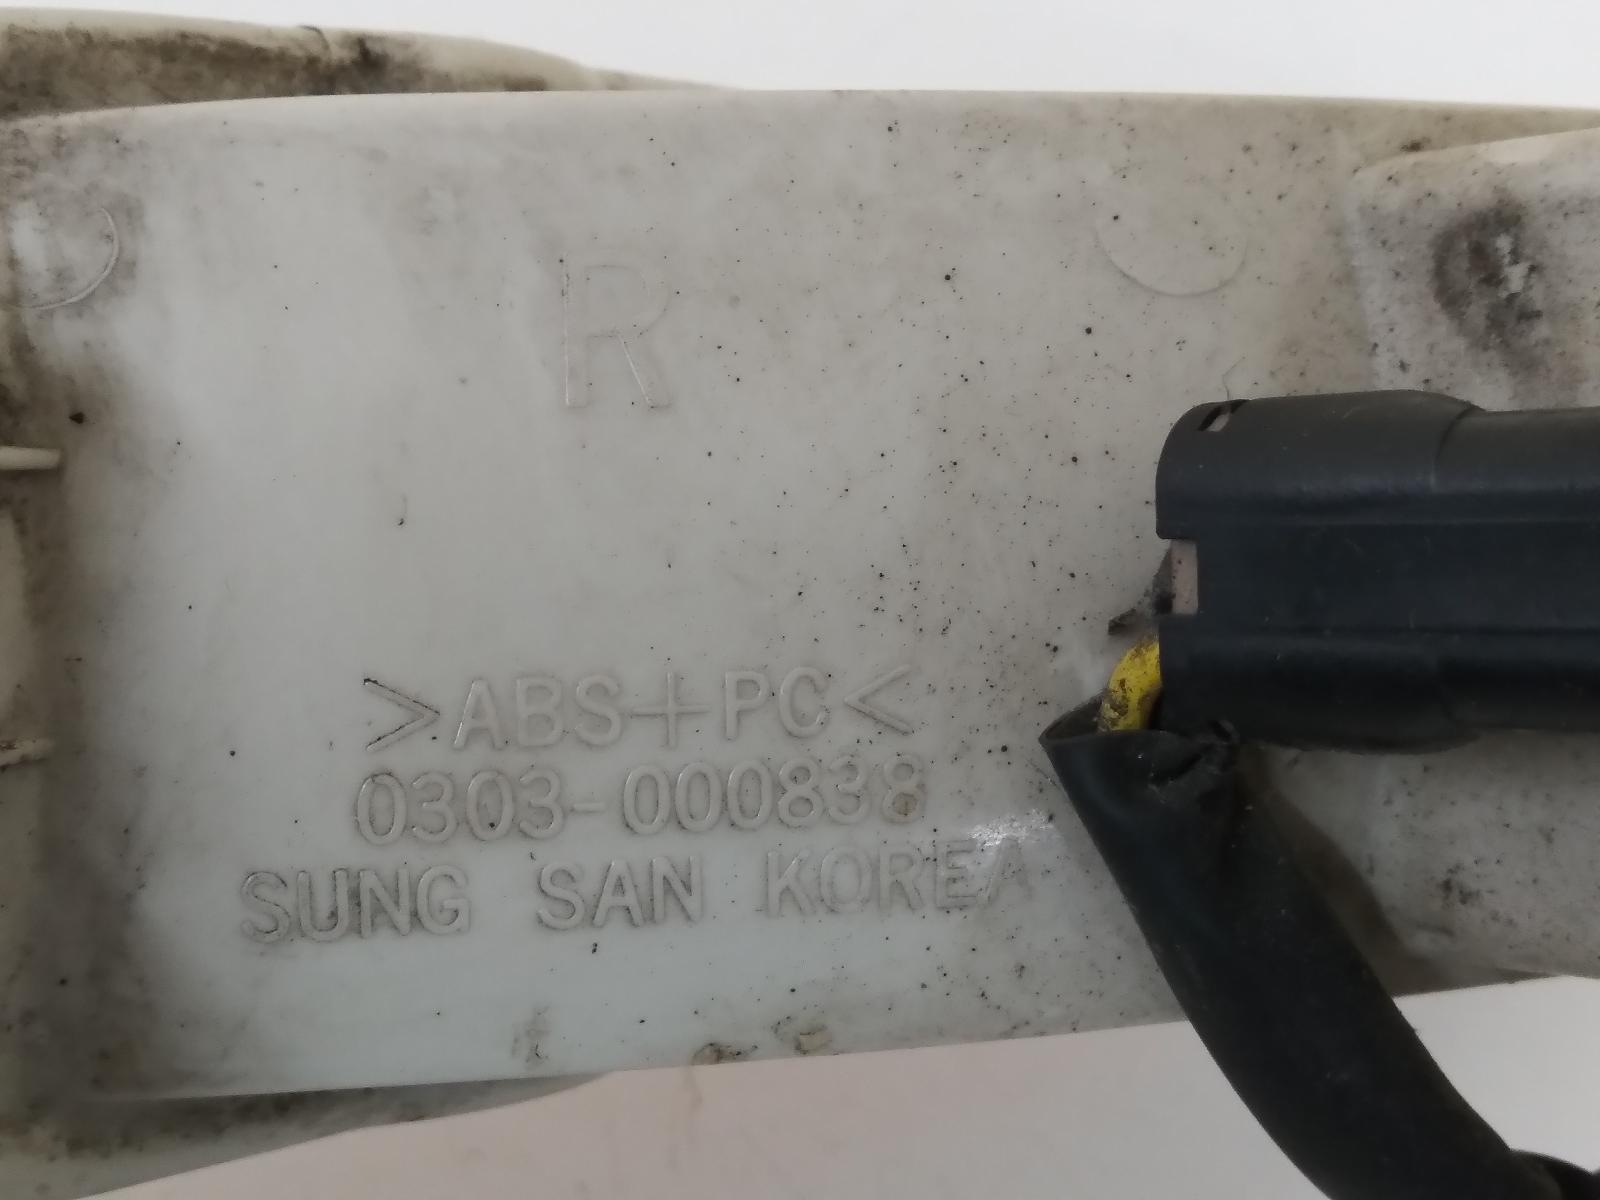 R
>ABS+PC<
0303-000838
SUNG SAN KOREA